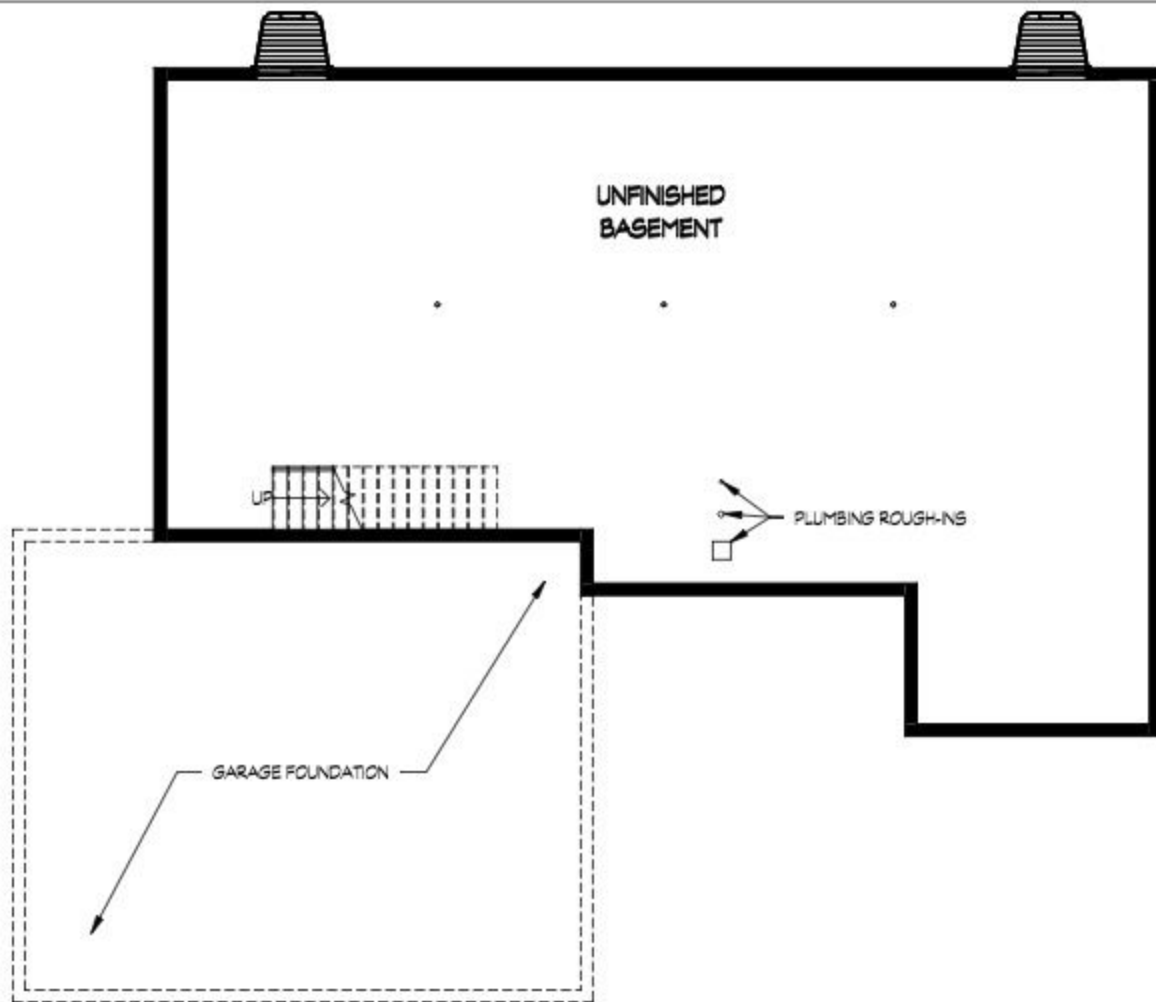 UNFINISHED
BASEMENT
UP
PLUMBING ROUGH-INS
GARAGE FOUNDATION